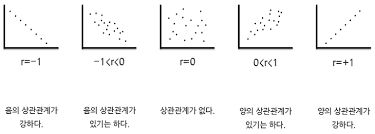 r=-1
-1<r<0
r=0
0<r<1
r=+1
음의 상관관계가
강하다.
음의 상관관계가
있기는 하다.
상관관계가 없다.
양의 상관관계가
있기는 하다.
양의 상관관계가
강하다.